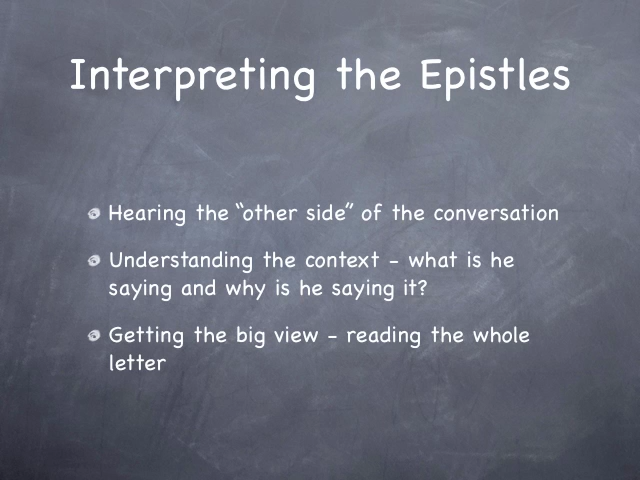 Interpreting the Epistles
Hearing the “other side” of the conversation
Understanding the context - what is he
saying and why is he saying it?
Getting the big view - reading the whole
letter